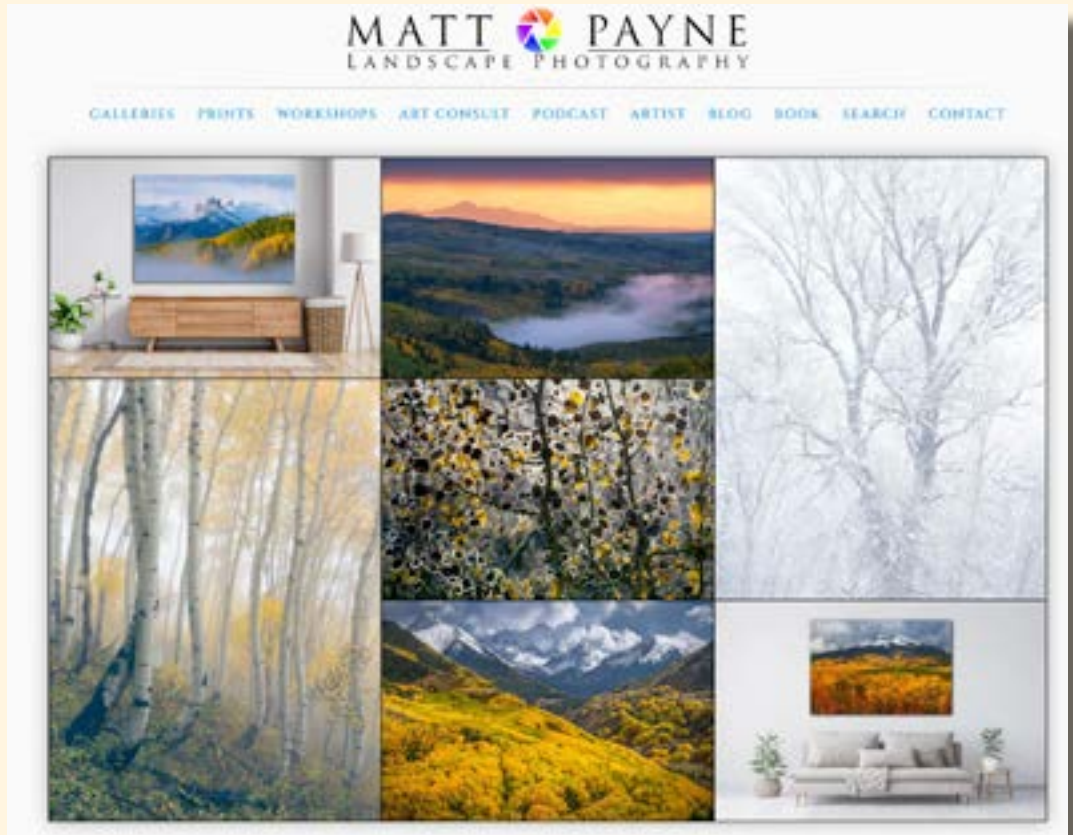 MATT PAYNE
LANDSCAPE PHOTOGRAPHY
GALLERIES PRINTS WORKSHOPS ART CONSULT PODCAST ARTIST BLOG BOOK SEARCH CONTACT